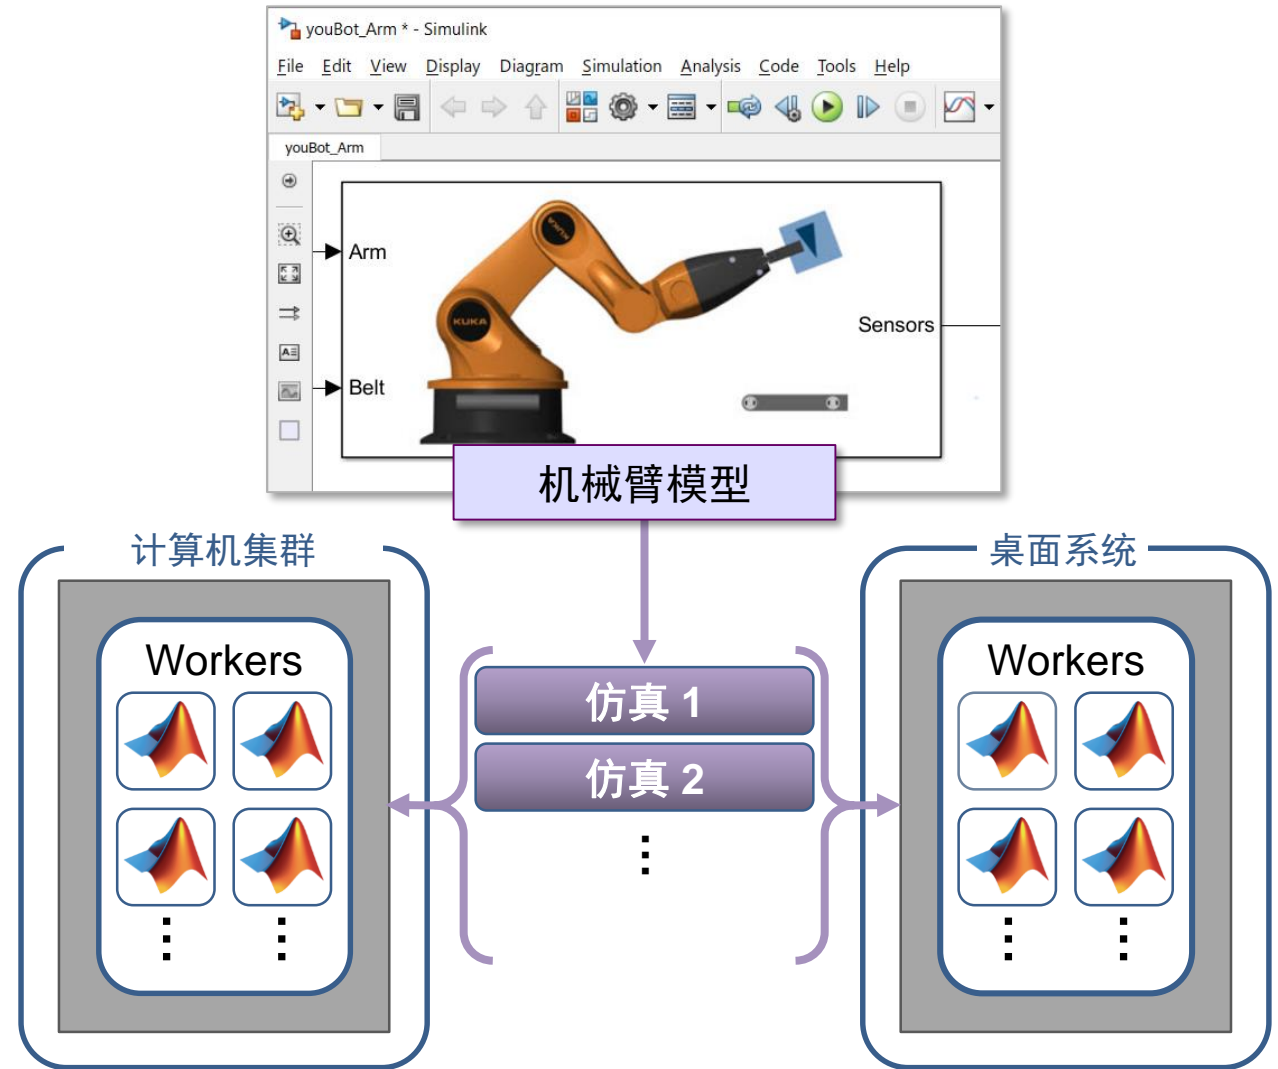 youBot_Arm * - Simulink
File Edit View Display Diagram Simulation Analysis Code Tools Help
youBot_Arm
Arm
KUKA
Sensors
Belt
机械臂模型
计算机集群
桌面系统
Workers
Workers
仿真 1
仿真 2